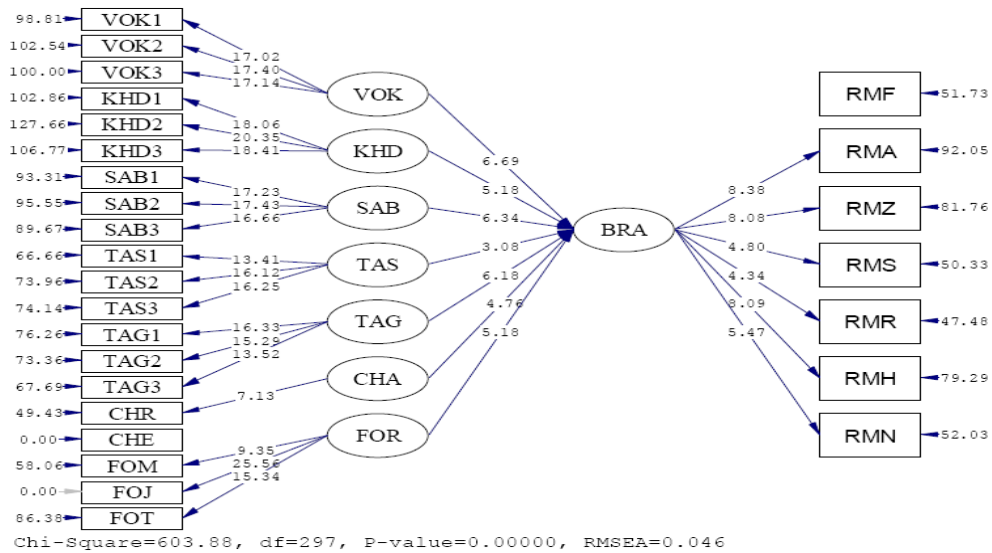 98.81 VOK1
102.54 VOK2
100.00 VOK3
102.86 KHD1
127.66 KHD2
106.77 KHD3
93.31 SAB1
95.55 SAB2
89.67 SAB3
66.66 TAS1
73.96 TAS2
74.14 TAS3
76.26 TAG1
73.36 TAG2
67.69 TAG3
49.43 CHR
0.00 CHE
58.06 FOM
0.00 FOJ
86.38 FOT
17.02
17.40
17.14
18.06
20.35
18.41
17.23
17.43
16.66
13.41
16.12
16.25
16.33
15.29
13.52
7.13
9.35
25.56
15.34
VOK
KHD
SAB
TAS
TAG
CHA
FOR
6.69
5.18
6.34
3.08
6.18
4.76
5.18
BRA
8.38
8.08
4.80
4.34
8.09
5.47
RMF 51.73
RMA 92.05
RMZ 81.76
RMS 50.33
RMR 47.48
RMH 79.29
RMN 52.03
Chi-Square=603.88, df=297, P-value=0.00000, RMSEA=0.046